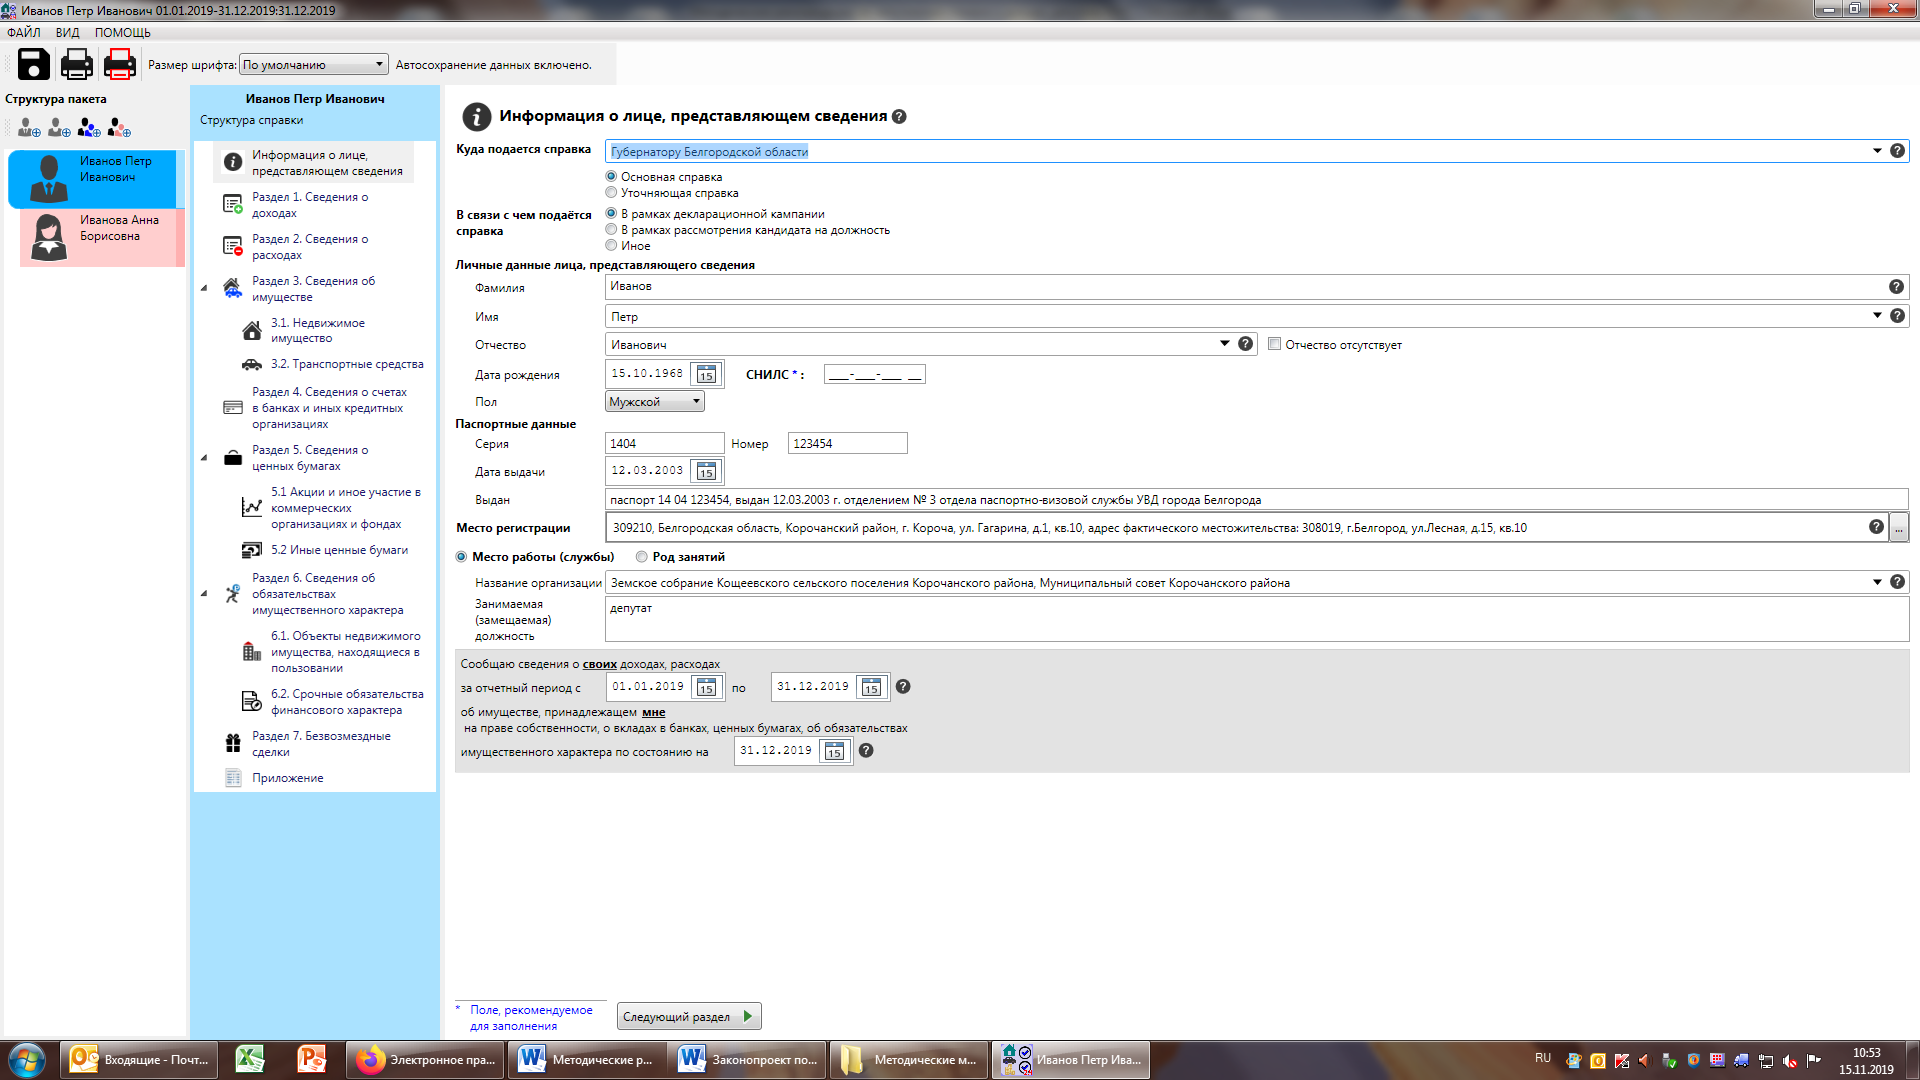 Иванов Петр Иванович 01.01.2019-31.12.2019:31.12.2019
ФАЙЛ ВИД ПОМОЩЬ
Размер шрифта: По умолчанию Автосохранение данных включено.
Структура пакета
Иванов Петр
Иванович
Иванова Анна
Борисовна
Иванов Петр Иванович
Структура справки
Информация о лице,
представляющем сведения
Раздел 1. Сведения о
доходах
Раздел 2. Сведения о
расходах
Раздел 3. Сведения об
имуществе
3.1. Недвижимое
имущество
3.2. Транспортные средства
Раздел 4. Сведения о счетах
в банках и иных кредитных
организациях
Раздел 5. Сведения о
ценных бумагах
5.1 Акции и иное участие в
коммерческих
организациях и фондах
5.2 Иные ценные бумаги
Раздел 6. Сведения об
обязательствах
имущественного характера
6.1. Объекты недвижимого
имущества, находящиеся в
пользовании
6.2. Срочные обязательства
финансового характера
Раздел 7. Безвозмездные
сделки
Приложение
Информация о лице, представляющем сведения
Куда подается справка Губернатору Белгородской области
Основная справка
Уточняющая справка
В связи с чем подаётся
справка
В рамках декларационной кампании
В рамках рассмотрения кандидата на должность
Иное
Личные данные лица, представляющего сведения
Фамилия Иванов
Имя Петр
Отчество Иванович Отчество отсутствует
Дата рождения 15.10.1968 15 СНИЛС * : ___-___-___ __
Пол Мужской
Паспортные данные
Серия 1404 Номер 123454
Дата выдачи 12.03.2003 15
Выдан паспорт 14 04 123454, выдан 12.03.2003 г. отделением № 3 отдела паспортно-визовой службы УВД города Белгорода
Место регистрации 309210, Белгородская область, Корочанский район, г. Короча, ул. Гагарина, д.1, кв.10, адрес фактического местожительства: 308019, г.Белгород, ул.Лесная, д.15, кв.10 ...
Место работы (службы) Род занятий
Название организации Земское собрание Кощеевского сельского поселения Корочанского района, Муниципальный совет Корочанского района
Занимаемая
(замещаемая)
должность
депутат
Сообщаю сведения о своих доходах, расходах
за отчетный период с 01.01.2019 15 по 31.12.2019 15
об имуществе, принадлежащем мне
на праве собственности, о вкладах в банках, ценных бумагах, об обязательствах
имущественного характера по состоянию на 31.12.2019 15
* Поле, рекомендуемое
для заполнения
Следующий раздел
Входящие - Почт...
Электронное пра...
Методические р...
Законопроект по...
Методические м...
Иванов Петр Ива...
RU
10:53
15.11.2019